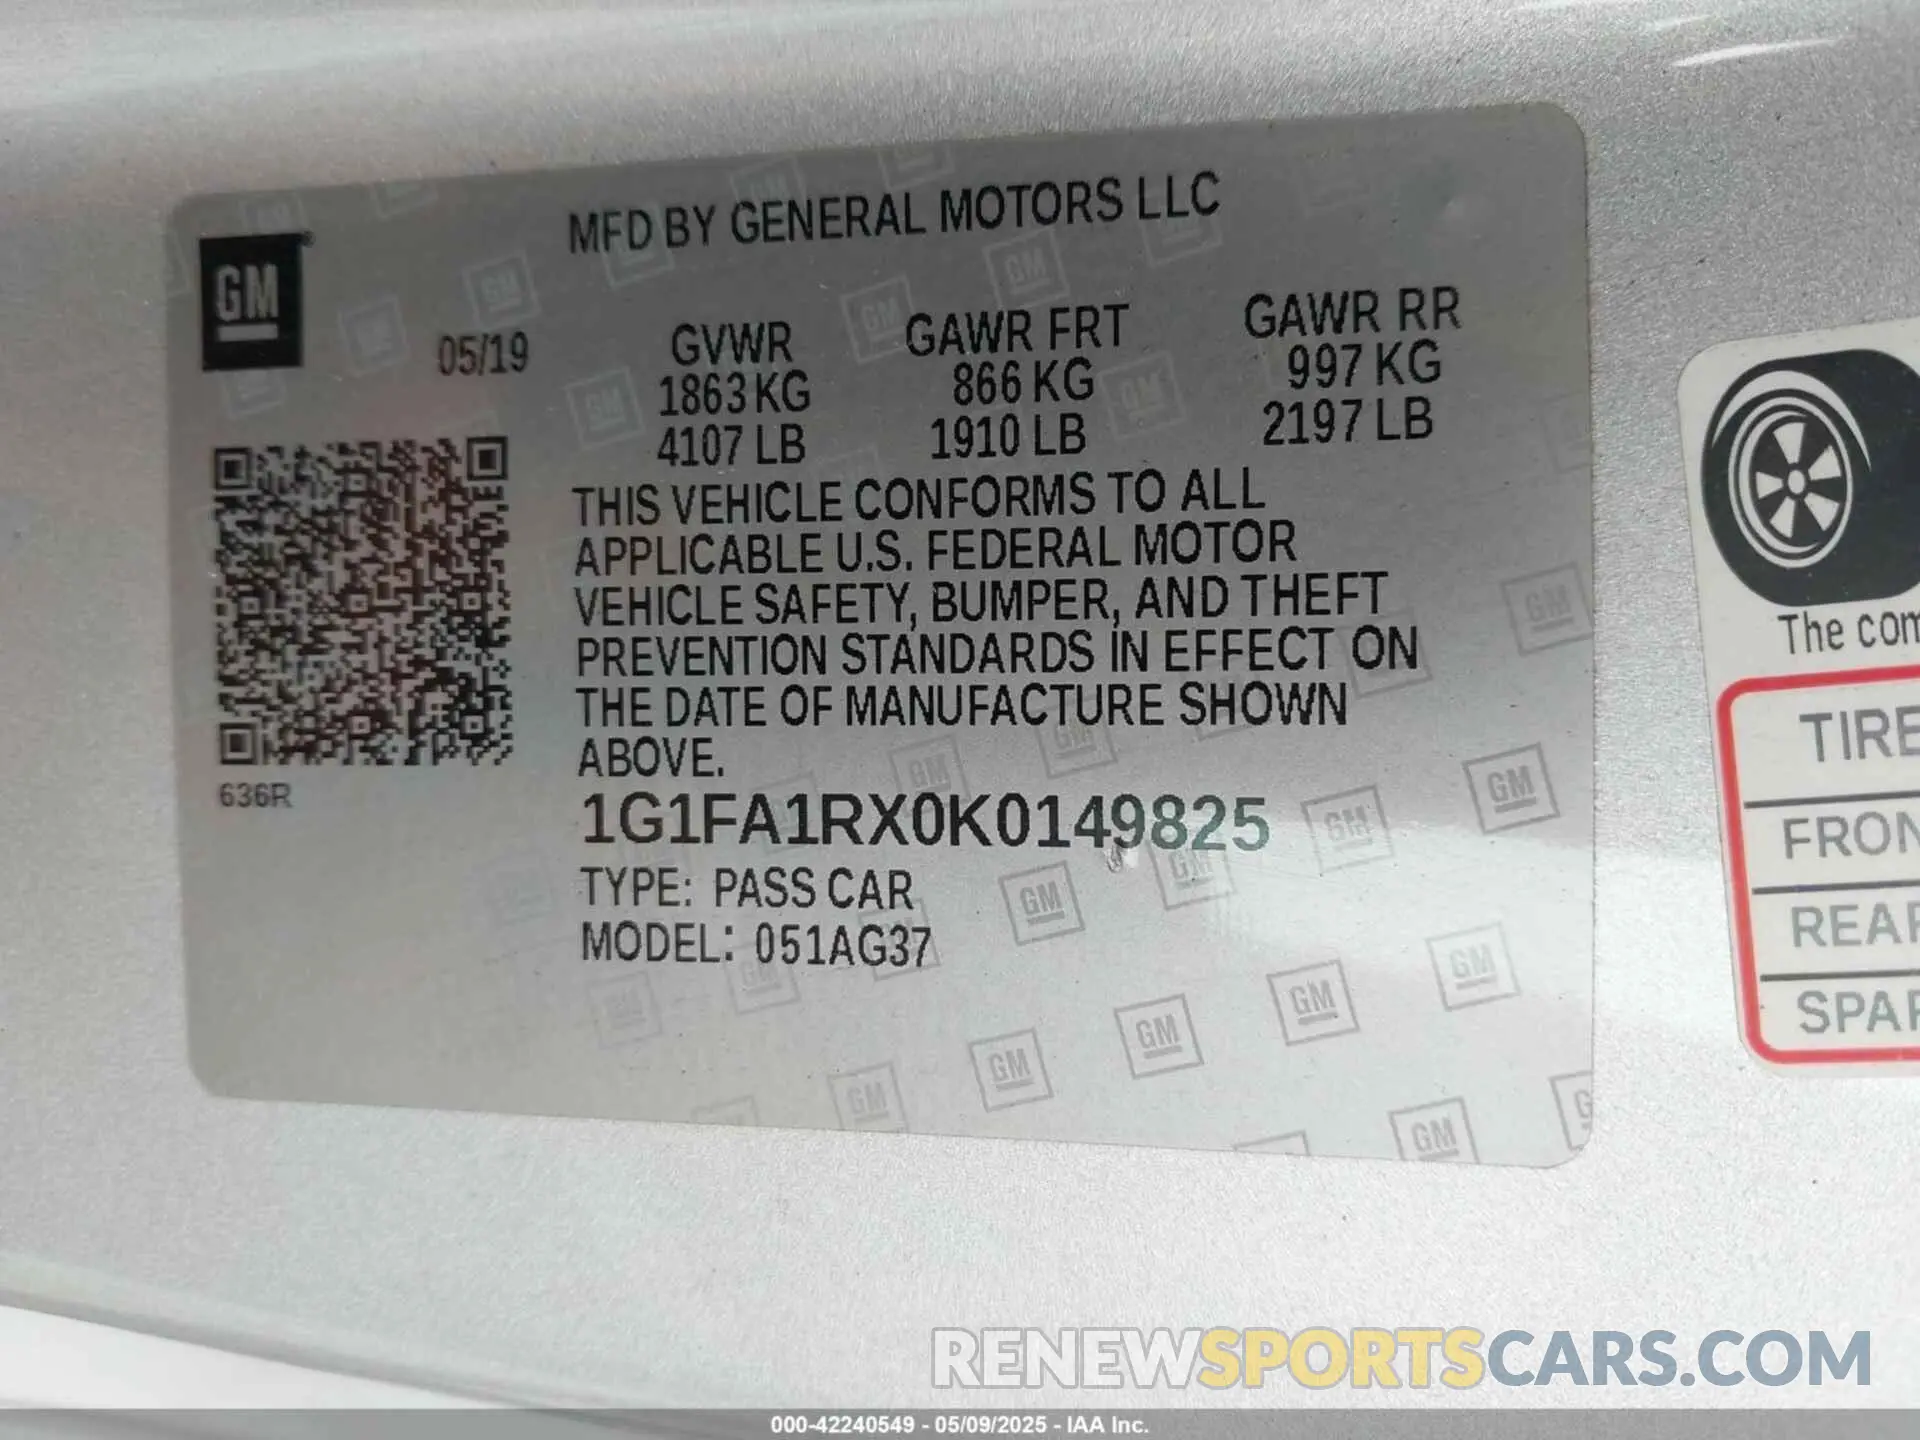 MFD BY GENERAL MOTORS LLC
GM
05/19
GVWR GAWR FRT GAWR RR
1863 KG 866 KG 997 KG
4107 LB 1910 LB 2197 LB
THIS VEHICLE CONFORMS TO ALL
APPLICABLE U.S. FEDERAL MOTOR
VEHICLE SAFETY, BUMPER, AND THEFT
PREVENTION STANDARDS IN EFFECT ON
THE DATE OF MANUFACTURE SHOWN
ABOVE.
636R
1G1FA1RX0K0149825
TYPE: PASS CAR
MODEL: 051AG37
The com
TIRE
FRON
REAR
SPAR
RENEWSPORTSCARS.COM
000-42240549 - 05/09/2025 - IAA Inc.